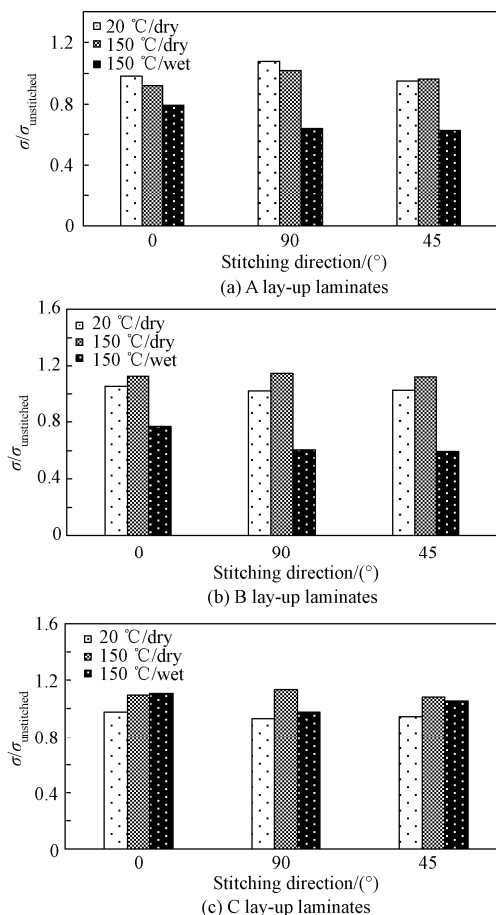 20 ℃/dry
150 ℃/dry
150 ℃/wet
1.2
0.8
0.4
0
σ/σunstitched
0 90 45
Stitching direction/(°)
(a) A lay-up laminates
1.6
20 ℃/dry
150 ℃/dry
150 ℃/wet
1.2
0.8
0.4
0
σ/σunstitched
0 90 45
Stitching direction/(°)
(b) B lay-up laminates
1.6
20 ℃/dry
150 ℃/dry
150 ℃/wet
1.2
0.8
0.4
0
σ/σunstitched
0 90 45
Stitching direction/(°)
(c) C lay-up laminates